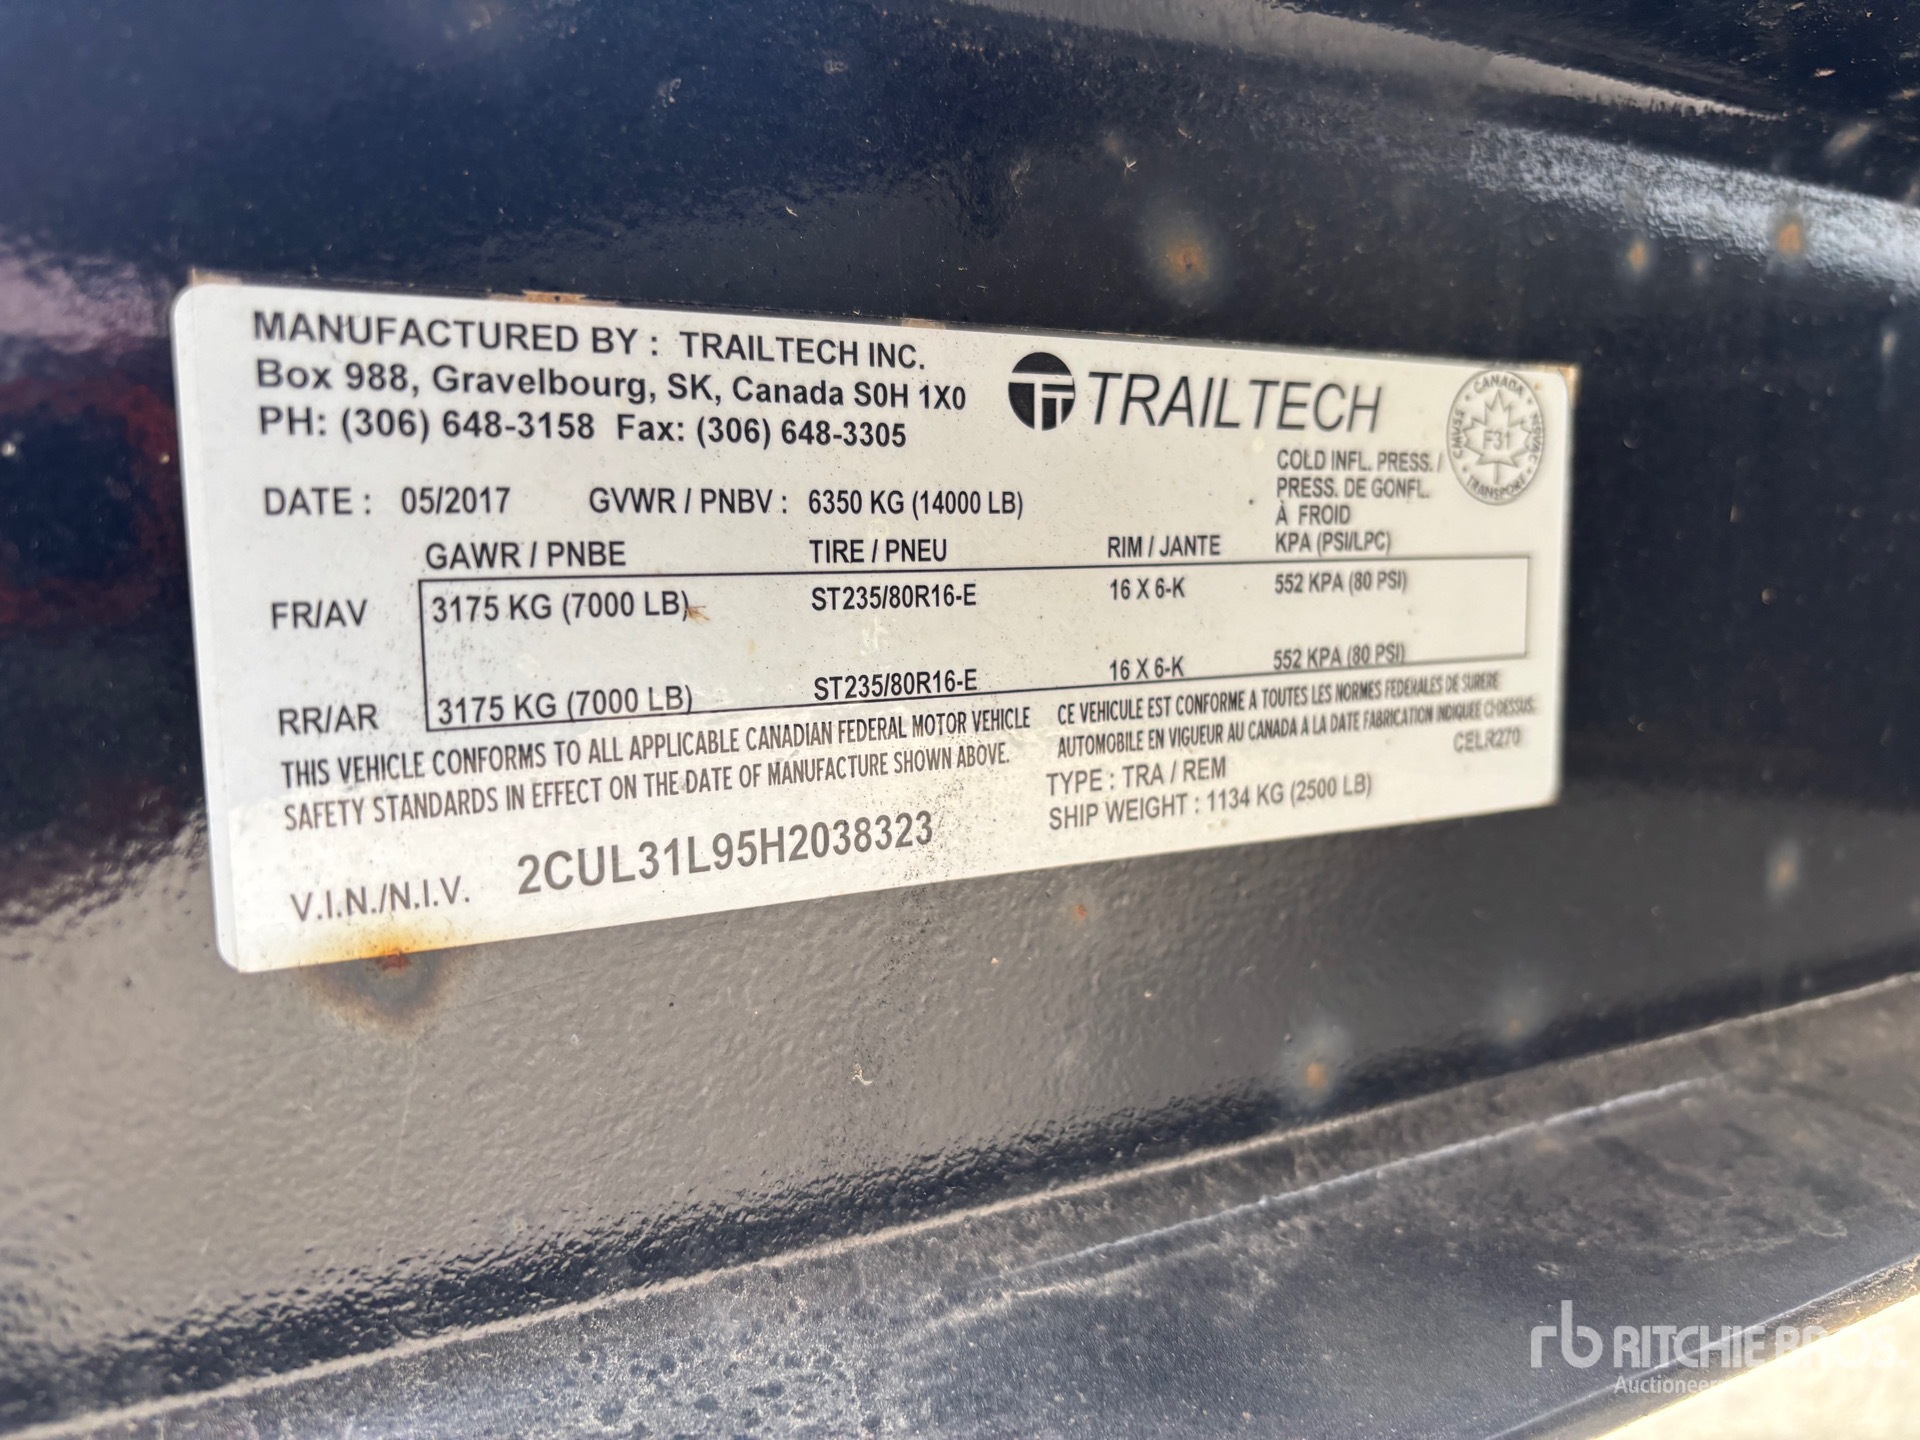 MANUFACTURED BY : TRAILTECH INC.
Box 988, Gravelbourg, SK, Canada S0H 1X0
PH: (306) 648-3158 Fax: (306) 648-3305
TRAILTECH
CANADA
F31
TRANSPORT
DATE : 05/2017 GVWR / PNBV : 6350 KG (14000 LB)
COLD INFL. PRESS. /
PRESS. DE GONFL.
À FROID
KPA (PSI/LPC)
GAWR / PNBE TIRE / PNEU RIM / JANTE
FR/AV 3175 KG (7000 LB) ST235/80R16-E 16 X 6-K 552 KPA (80 PSI)
RR/AR 3175 KG (7000 LB) ST235/80R16-E 16 X 6-K 552 KPA (80 PSI)
THIS VEHICLE CONFORMS TO ALL APPLICABLE CANADIAN FEDERAL MOTOR VEHICLE
SAFETY STANDARDS IN EFFECT ON THE DATE OF MANUFACTURE SHOWN ABOVE.
CE VEHICULE EST CONFORME A TOUTES LES NORMES FEDERALES DE SURERE
AUTOMOBILE EN VIGUEUR AU CANADA A LA DATE FABRICATION INDIQUEE CI-DESSUS.
CELR270
TYPE : TRA / REM
SHIP WEIGHT : 1134 KG (2500 LB)
V.I.N./N.I.V. 2CUL31L95H2038323
rb RITCHIE BROS.
Auctioneers